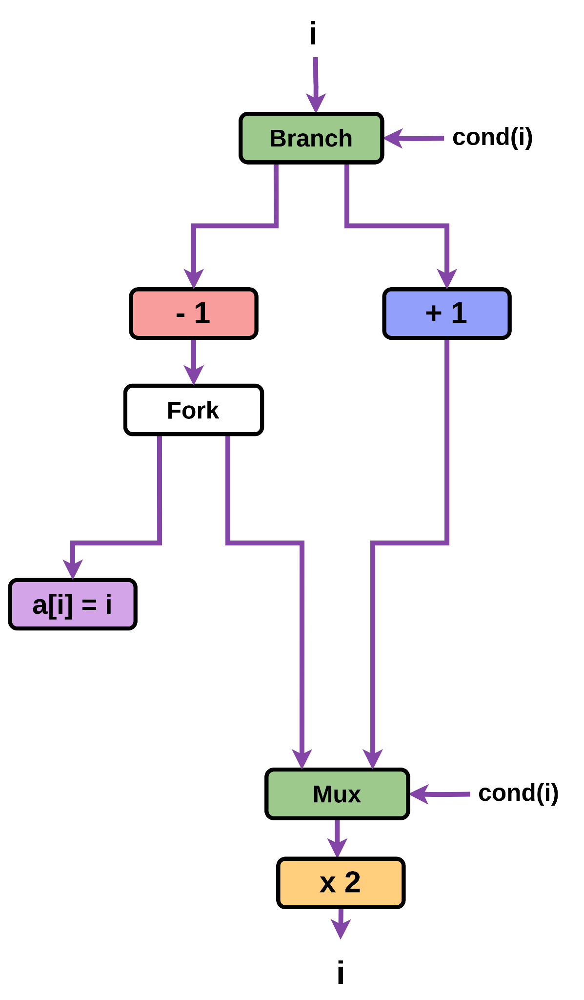 i
Branch
cond(i)
- 1
+ 1
Fork
a[i] = i
Mux
cond(i)
x 2
i